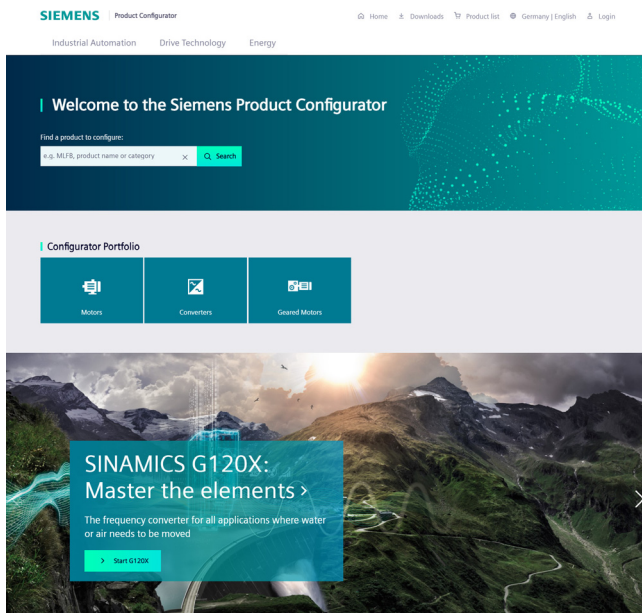 SIEMENS Product Configurator
Home Downloads Product list Germany | English Login
Industrial Automation Drive Technology Energy
Welcome to the Siemens Product Configurator
Find a product to configure:
e.g. MLFB, product name or category
Search
Configurator Portfolio
Motors Converters Geared Motors
SINAMICS G120X:
Master the elements >
The frequency converter for all applications where water
or air needs to be moved
Start G120X